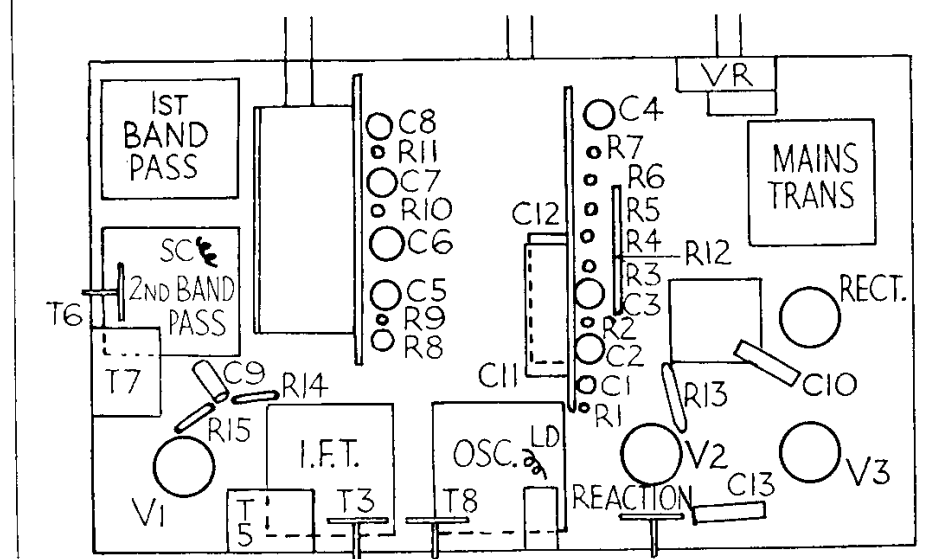 1ST
BAND
PASS
SC
2ND BAND
PASS
T6
T7
C9
R14
R15
V1
I.F.T.
T
5
T3
C8
R11
C7
R10
C6
C5
R9
R8
OSC.
LD
T8
C12
C11
C4
R7
R6
R5
R4
R12
R3
C3
R2
C2
C1
R1
VR
MAINS
TRANS
RECT.
C10
R13
V2
V3
REACTION
C13